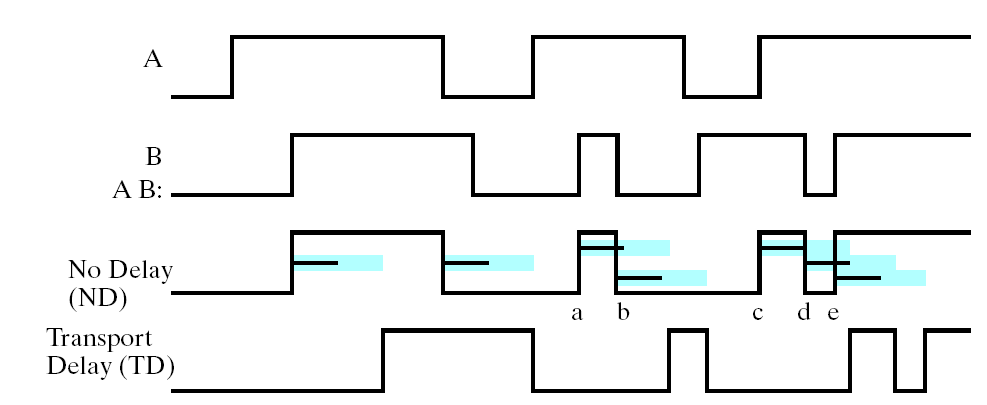 A
B
A B:
No Delay
(ND)
a b c d e
Transport
Delay (TD)